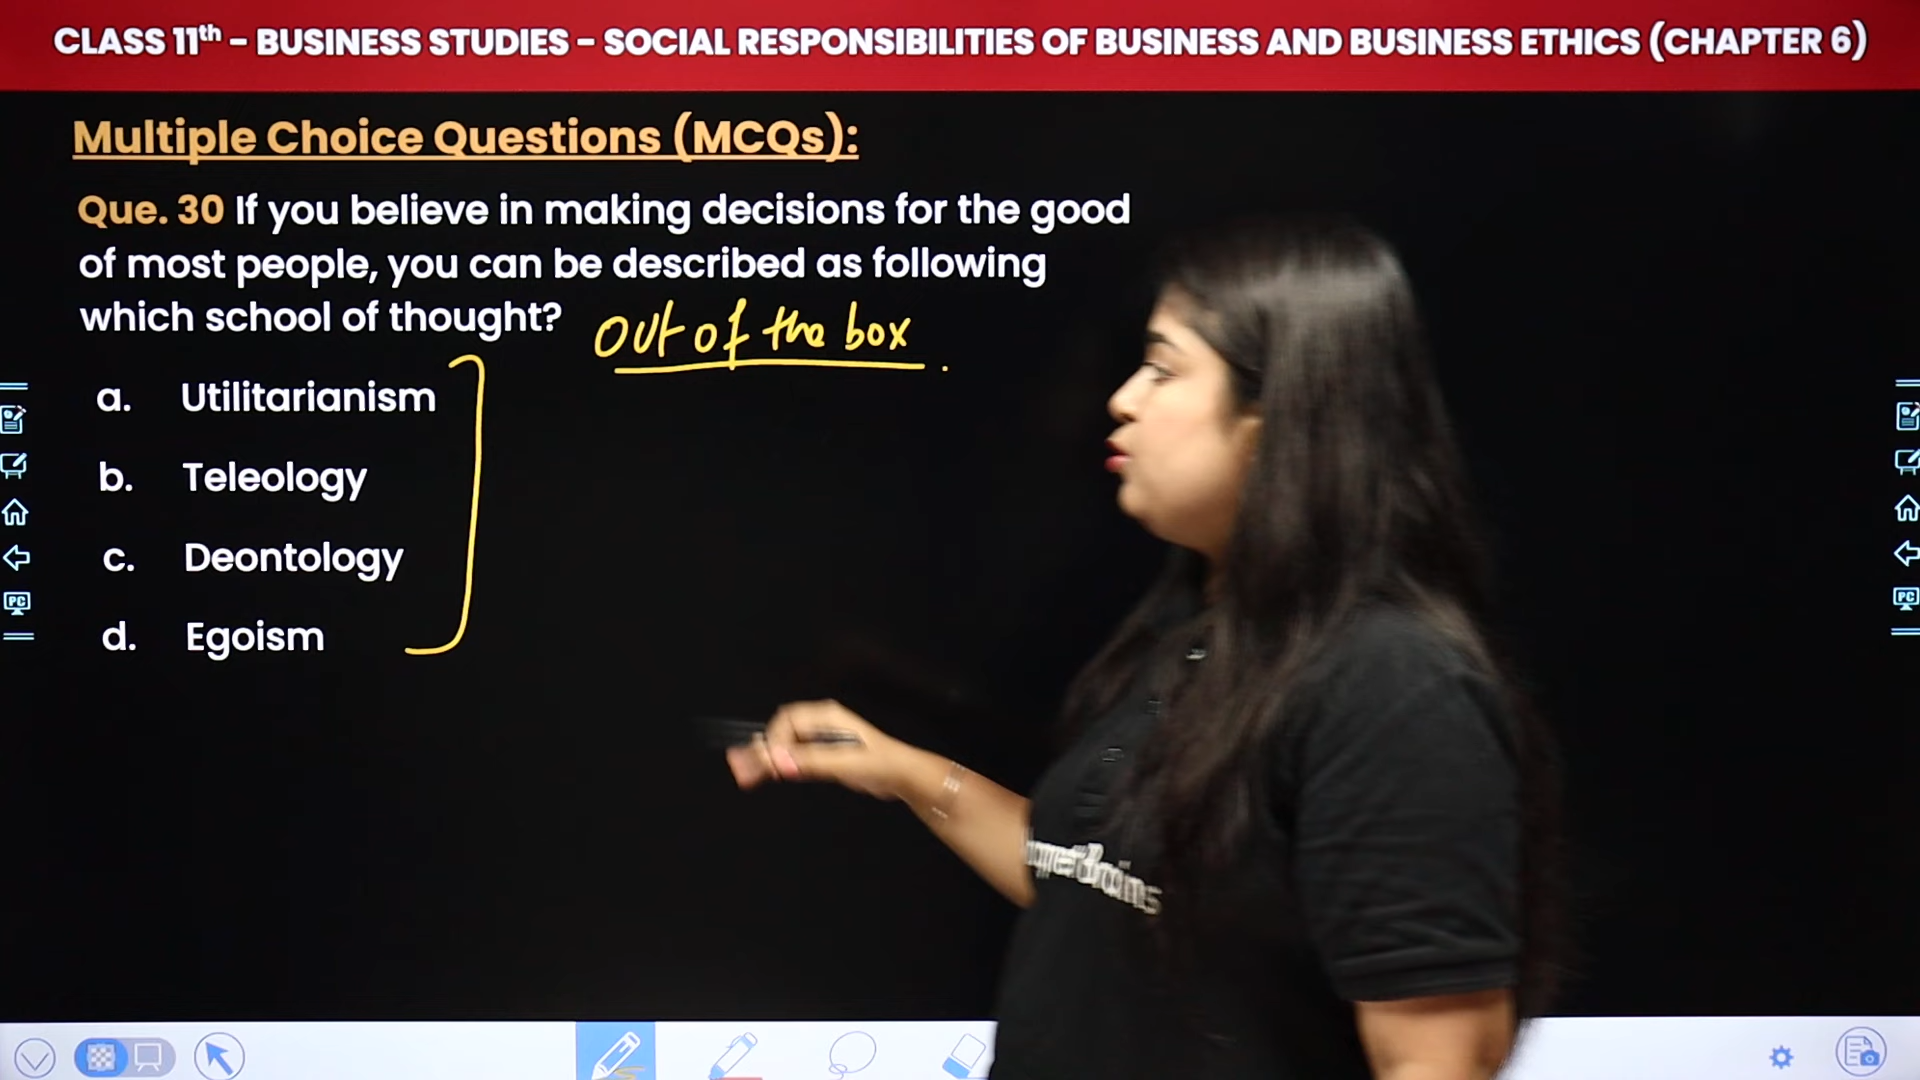 CLASS 11th - BUSINESS STUDIES - SOCIAL RESPONSIBILITIES OF BUSINESS AND BUSINESS ETHICS (CHAPTER 6)
Multiple Choice Questions (MCQs):
Que. 30 If you believe in making decisions for the good
of most people, you can be described as following
which school of thought?
out of the box
a. Utilitarianism
b. Teleology
c. Deontology
d. Egoism
PC
PC